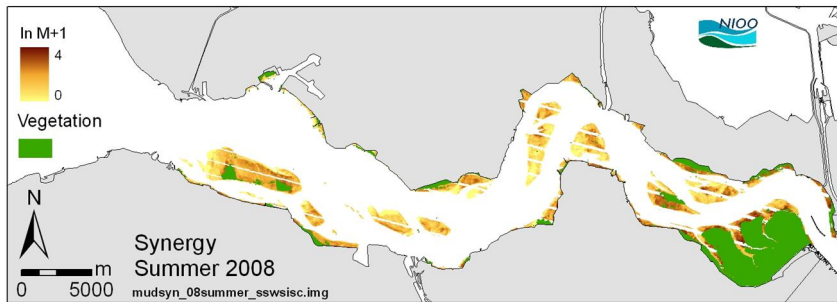 ln M+1
4
0
Vegetation
NIOO
N
0
5000
m
Synergy
Summer 2008
mudsyn_08summer_sswsisc.img